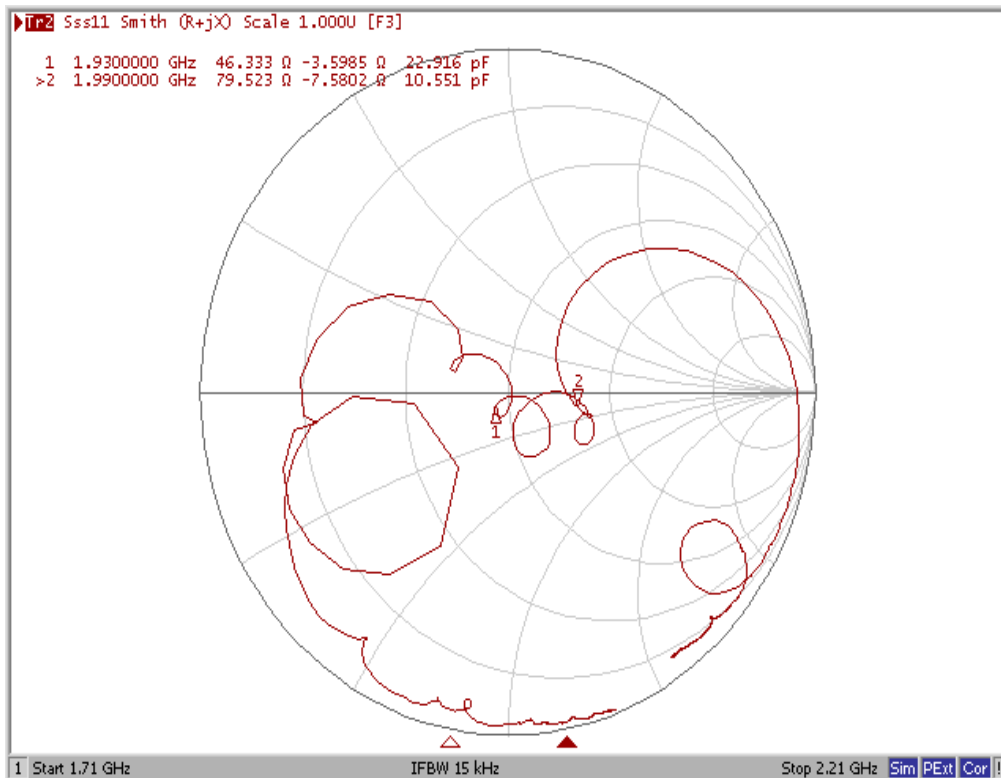 Tr2 Sss11 Smith (R+jX) Scale 1.000U [F3]
1 1.9300000 GHz 46.333 Ω -3.5985 Ω 22.916 pF
>2 1.9900000 GHz 79.523 Ω -7.5802 Ω 10.551 pF
2
1
1 Start 1.71 GHz IFBW 15 kHz Stop 2.21 GHz Sim PExt Cor !